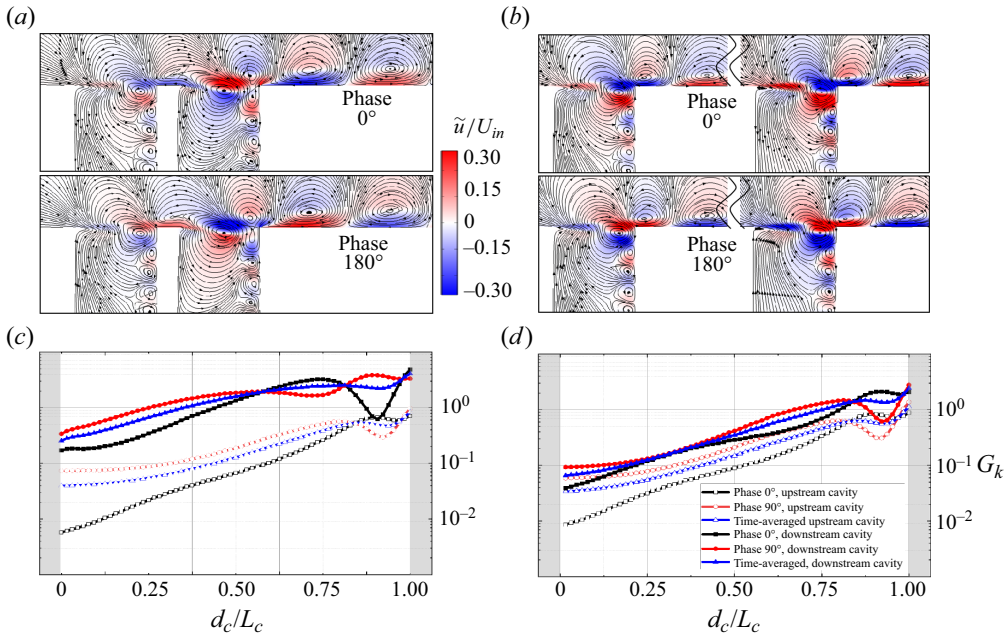 (a)
(b)
Phase
0°
Phase
0°
ũ/U_in
0.30
0.15
0
–0.15
–0.30
Phase
180°
Phase
180°
(c)
(d)
10^0
10^–1
10^–2
10^0
10^–1
10^–2
G_k
Phase 0°, upstream cavity
Phase 90°, upstream cavity
Time-averaged upstream cavity
Phase 0°, downstream cavity
Phase 90°, downstream cavity
Time-averaged, downstream cavity
0 0.25 0.50 0.75 1.00
0 0.25 0.50 0.75 1.00
d_c/L_c
d_c/L_c